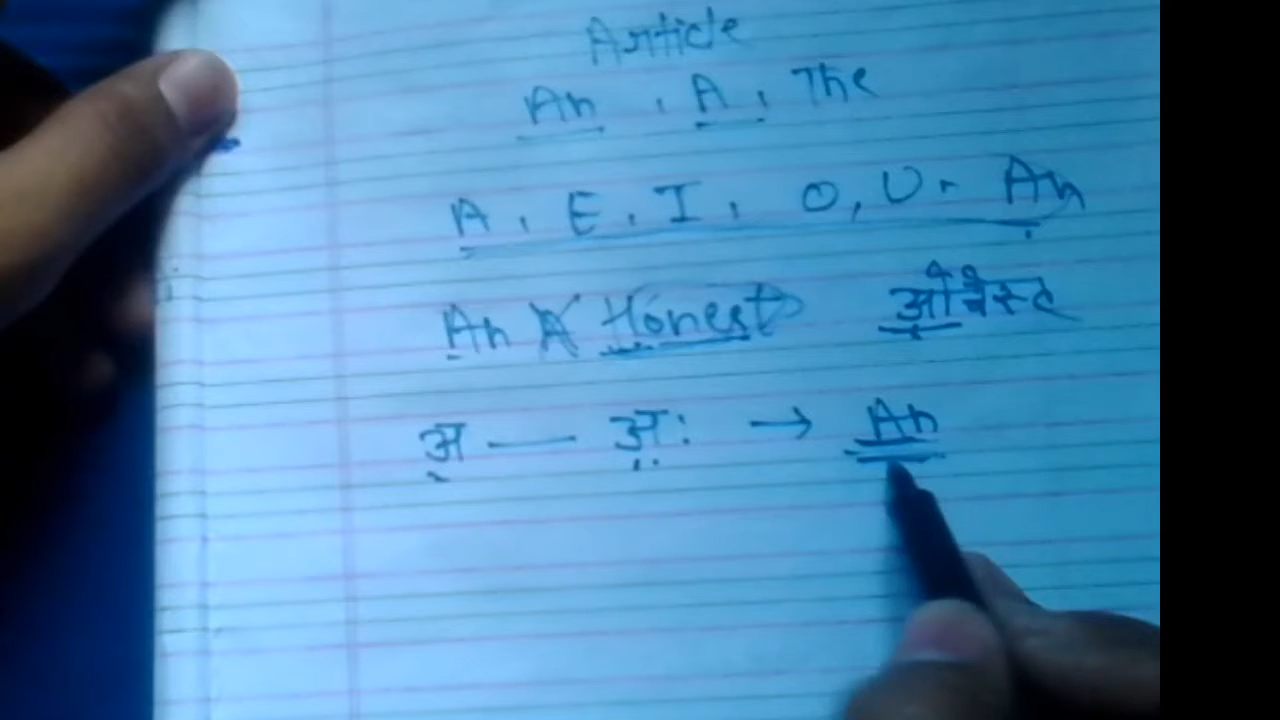 Article
An , A , The
A , E , I , O , U - An
An A Honest ऑनेस्ट
अ — अ: → An